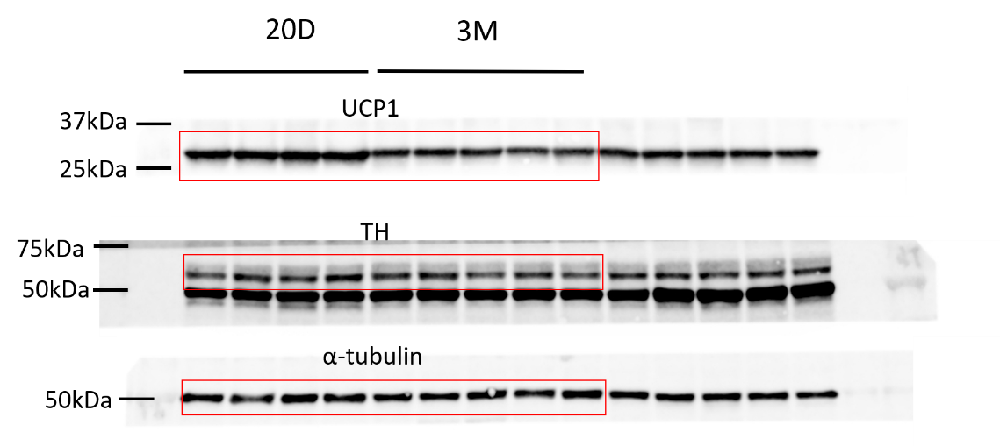 20D
3M
UCP1
37kDa
25kDa
TH
75kDa
50kDa
α-tubulin
50kDa